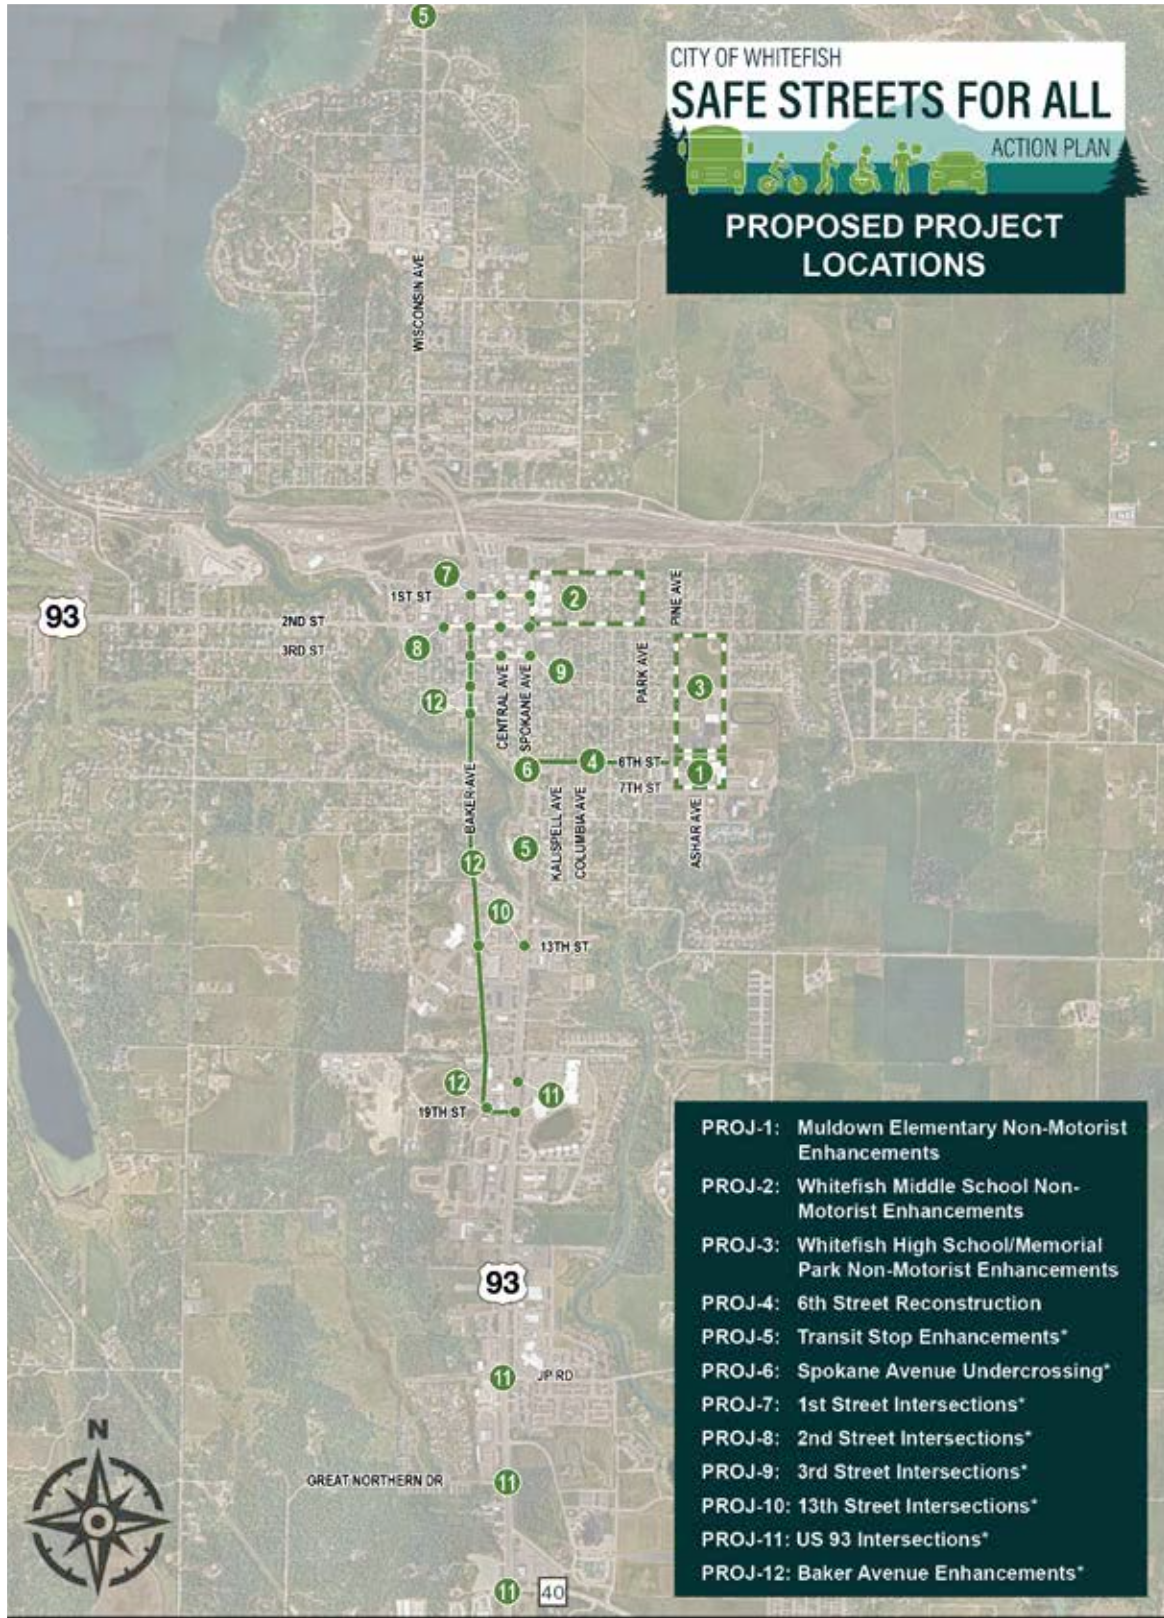 5
CITY OF WHITEFISH
SAFE STREETS FOR ALL
ACTION PLAN
PROPOSED PROJECT
LOCATIONS
WISCONSIN AVE
7
1ST ST
2
PINE AVE
93
2ND ST
8
3RD ST
9
PARK AVE
3
12
CENTRAL AVE
SPOKANE AVE
6
4
6TH ST
1
7TH ST
BAKER AVE
KALISPELL AVE
COLUMBIA AVE
ASHAR AVE
5
12
10
13TH ST
12
11
19TH ST
93
11
JP RD
GREAT NORTHERN DR
11
11
40
N
PROJ-1: Muldown Elementary Non-Motorist
Enhancements
PROJ-2: Whitefish Middle School Non-
Motorist Enhancements
PROJ-3: Whitefish High School/Memorial
Park Non-Motorist Enhancements
PROJ-4: 6th Street Reconstruction
PROJ-5: Transit Stop Enhancements*
PROJ-6: Spokane Avenue Undercrossing*
PROJ-7: 1st Street Intersections*
PROJ-8: 2nd Street Intersections*
PROJ-9: 3rd Street Intersections*
PROJ-10: 13th Street Intersections*
PROJ-11: US 93 Intersections*
PROJ-12: Baker Avenue Enhancements*